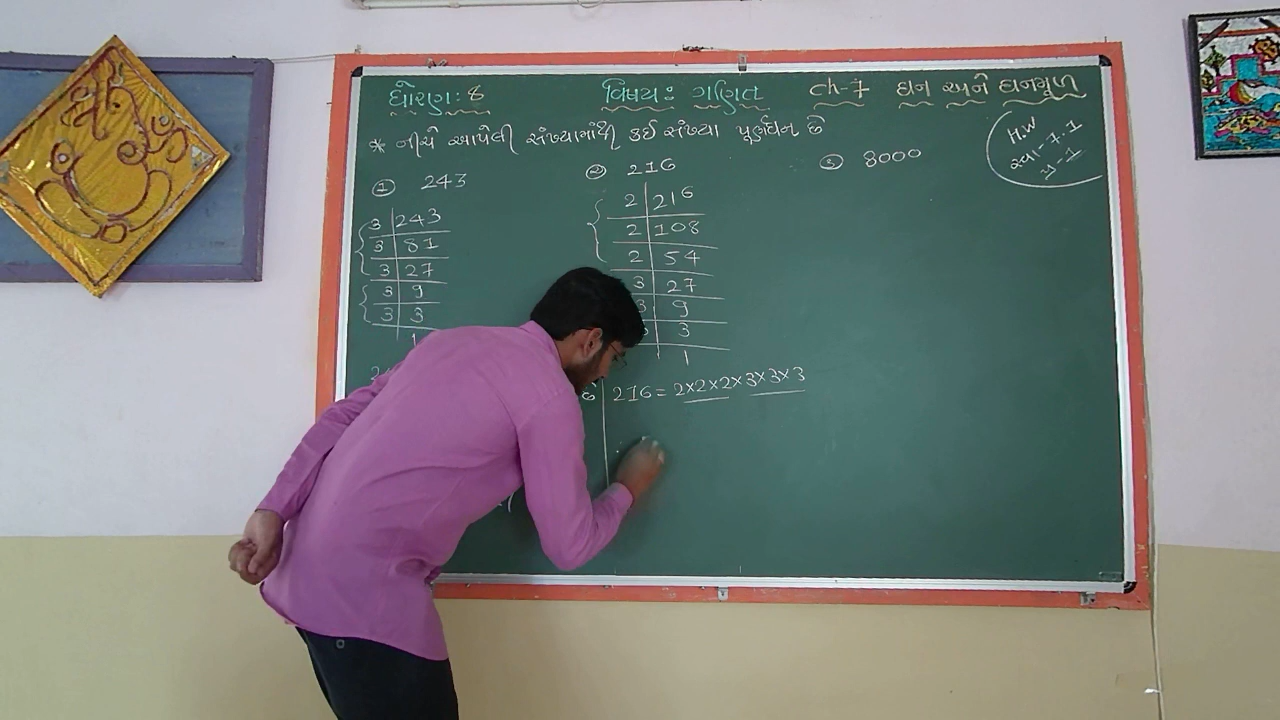 ધોરણ: 8 વિષય: ગણિત ch-7 ઘન અને ઘનમૂળ
* નીચે આપેલી સંખ્યામાંથી કઈ સંખ્યા પૂર્ણઘન છે
H.W
સ્વા-7.1
પ્ર-1
① 243 ② 216 ③ 8000
3 243
3 81
3 27
3 9
3 3
1
2 216
2 108
2 54
3 27
3 9
3 3
1
છે
216 = 2×2×2×3×3×3